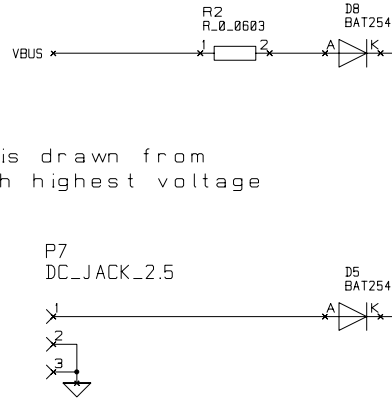 R2
R_0_0603
D8
BAT254
VBUS
1
2
A
K
is drawn from
h highest voltage
P7
DC_JACK_2.5
D5
BAT254
1
A
K
2
3